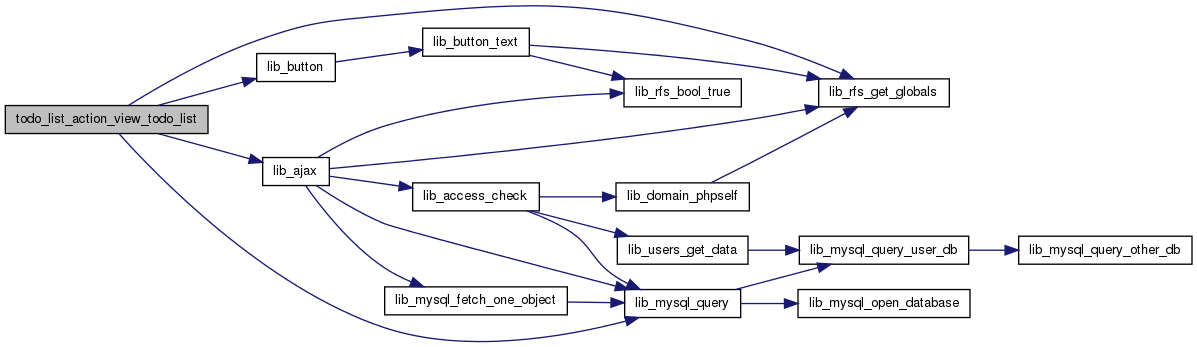 todo_list_action_view_todo_list
lib_button
lib_button_text
lib_rfs_bool_true
lib_rfs_get_globals
lib_ajax
lib_access_check
lib_domain_phpself
lib_users_get_data
lib_mysql_query_user_db
lib_mysql_query_other_db
lib_mysql_fetch_one_object
lib_mysql_query
lib_mysql_open_database